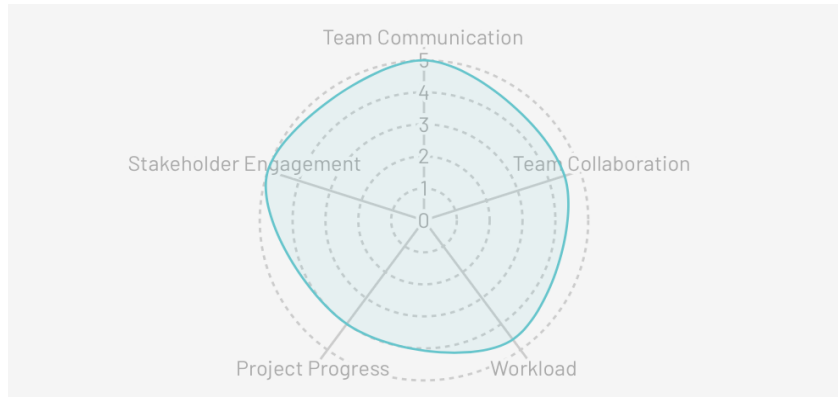 Team Communication
5
4
3
Stakeholder Engagement
2
Team Collaboration
1
0
Project Progress
Workload